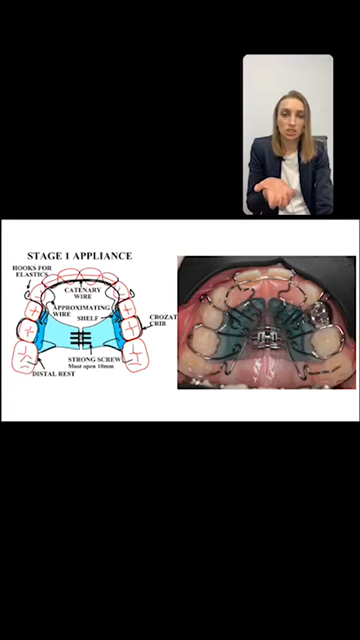 STAGE 1 APPLIANCE
HOOKS FOR
ELASTICS
CATENARY
WIRE
APPROXIMATING
WIRE
SHELF
CROZAT
CRIB
STRONG SCREW
Must open 10mm
DISTAL REST